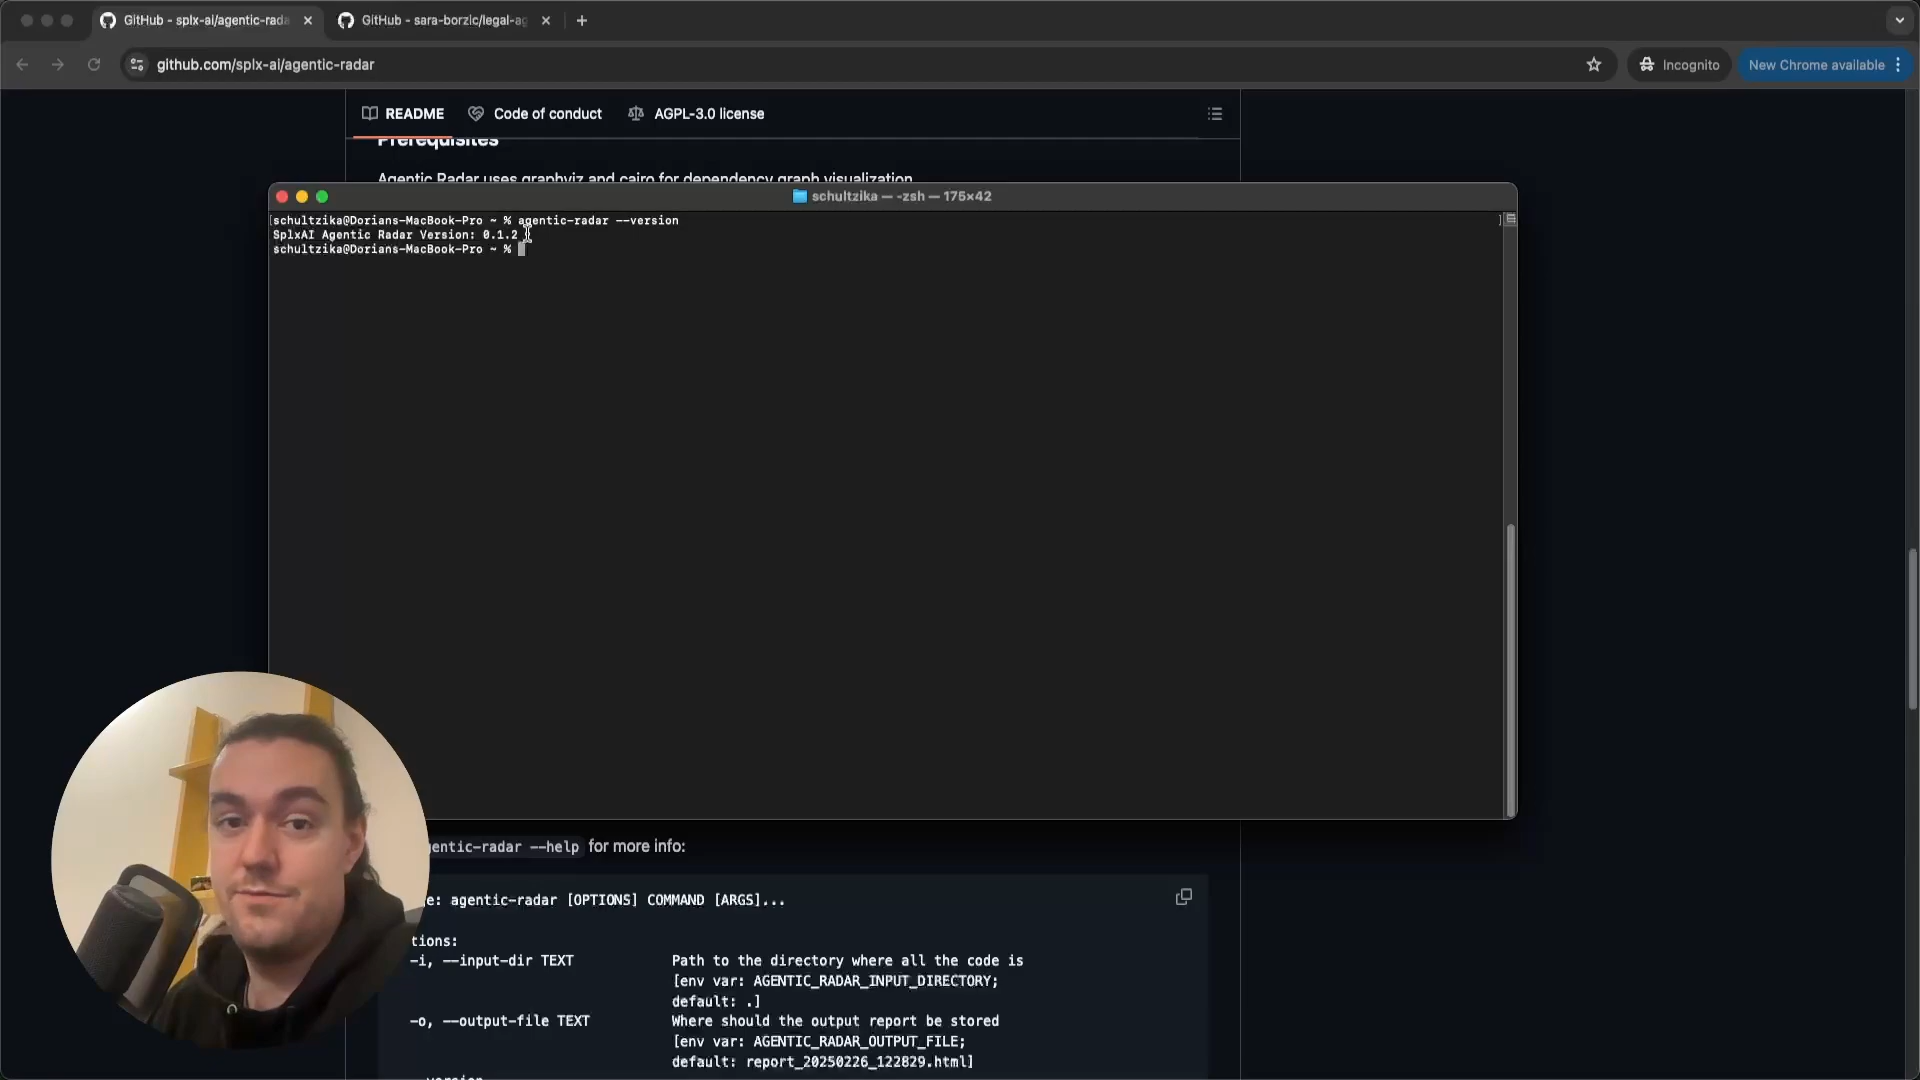 GitHub - splx-ai/agentic-rada
GitHub - sara-borzic/legal-ag
github.com/splx-ai/agentic-radar
Incognito
New Chrome available
README
Code of conduct
AGPL-3.0 license
Prerequisites
Agentic Radar uses graphviz and cairo for dependency graph visualization
schultzika — -zsh — 175×42
[schultzika@Dorians-MacBook-Pro ~ % agentic-radar --version ]
SplxAI Agentic Radar Version: 0.1.2
schultzika@Dorians-MacBook-Pro ~ %
gentic-radar --help for more info:
e: agentic-radar [OPTIONS] COMMAND [ARGS]...
tions:
-i, --input-dir TEXT Path to the directory where all the code is
[env var: AGENTIC_RADAR_INPUT_DIRECTORY;
default: .]
-o, --output-file TEXT Where should the output report be stored
[env var: AGENTIC_RADAR_OUTPUT_FILE;
default: report_20250226_122829.html]